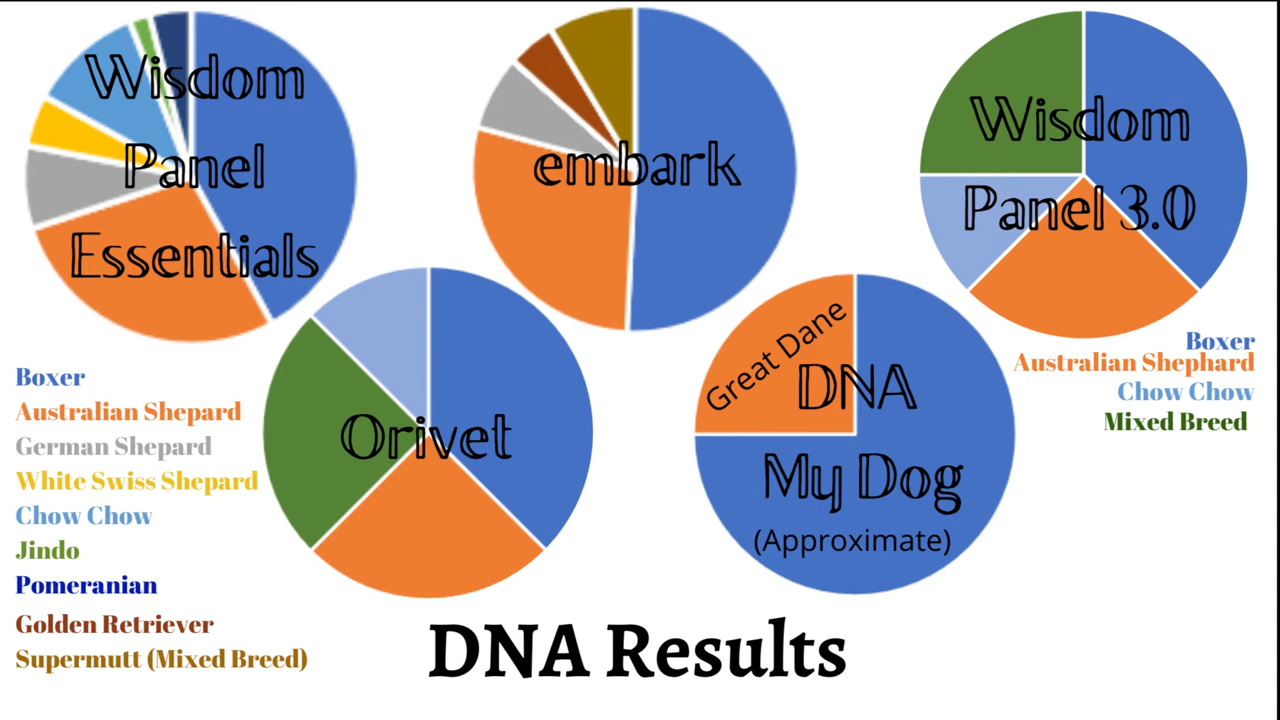 Wisdom
Panel
Essentials
embark
Wisdom
Panel 3.0
Orivet
Great Dane
DNA
My Dog
(Approximate)
Boxer
Australian Shepard
German Shepard
White Swiss Shepard
Chow Chow
Jindo
Pomeranian
Golden Retriever
Supermutt (Mixed Breed)
Boxer
Australian Shephard
Chow Chow
Mixed Breed
DNA Results